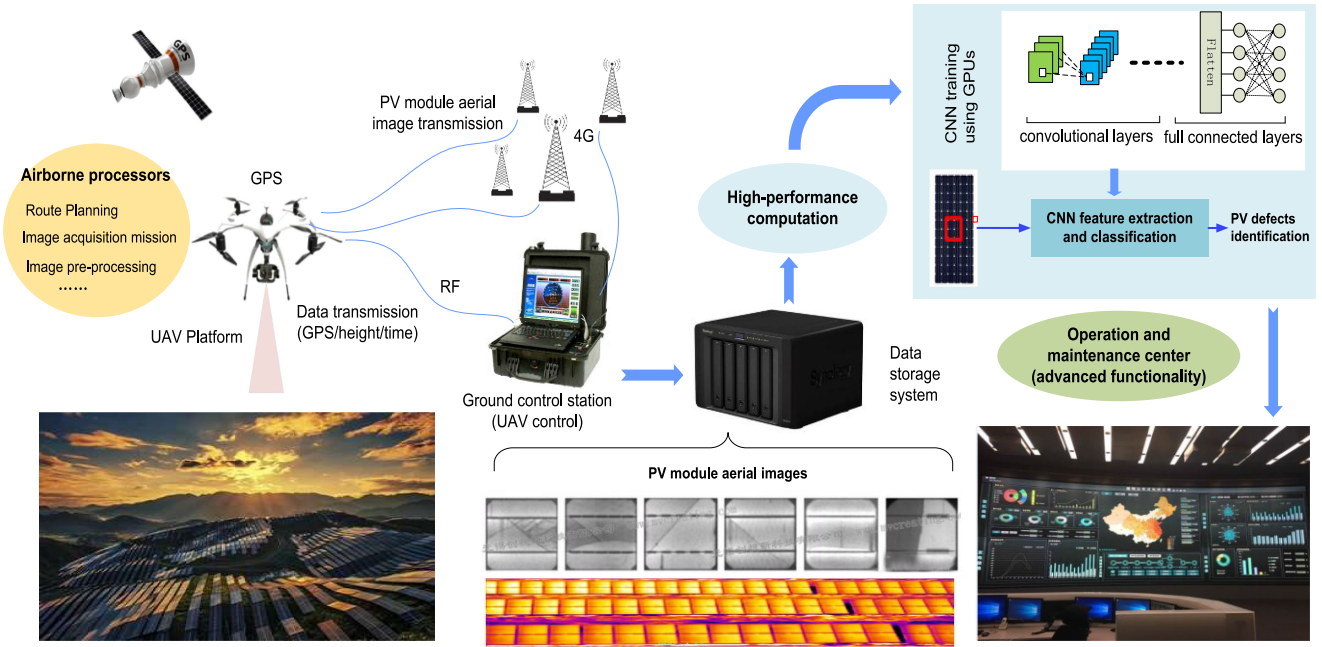 GPS
Airborne processors
Route Planning
Image acquisition mission
Image pre-processing
......
GPS
UAV Platform
PV module aerial
image transmission
4G
RF
Data transmission
(GPS/height/time)
Ground control station
(UAV control)
Data
storage
system
High-performance
computation
CNN training
using GPUs
Flatten
convolutional layers
full connected layers
CNN feature extraction
and classification
PV defects
identification
Operation and
maintenance center
(advanced functionality)
PV module aerial images